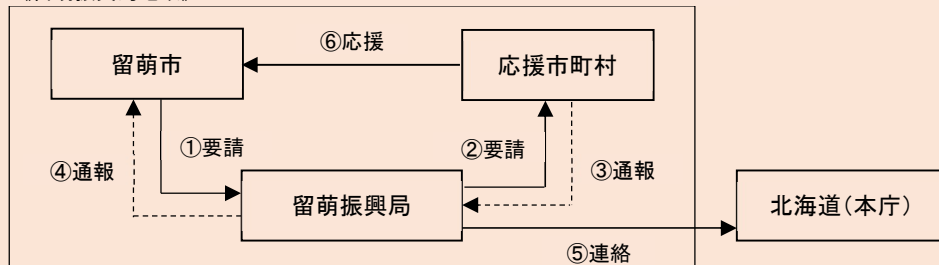 ⑥応援
留萌市
応援市町村
①要請
②要請
④通報
③通報
留萌振興局
北海道（本庁）
⑤連絡